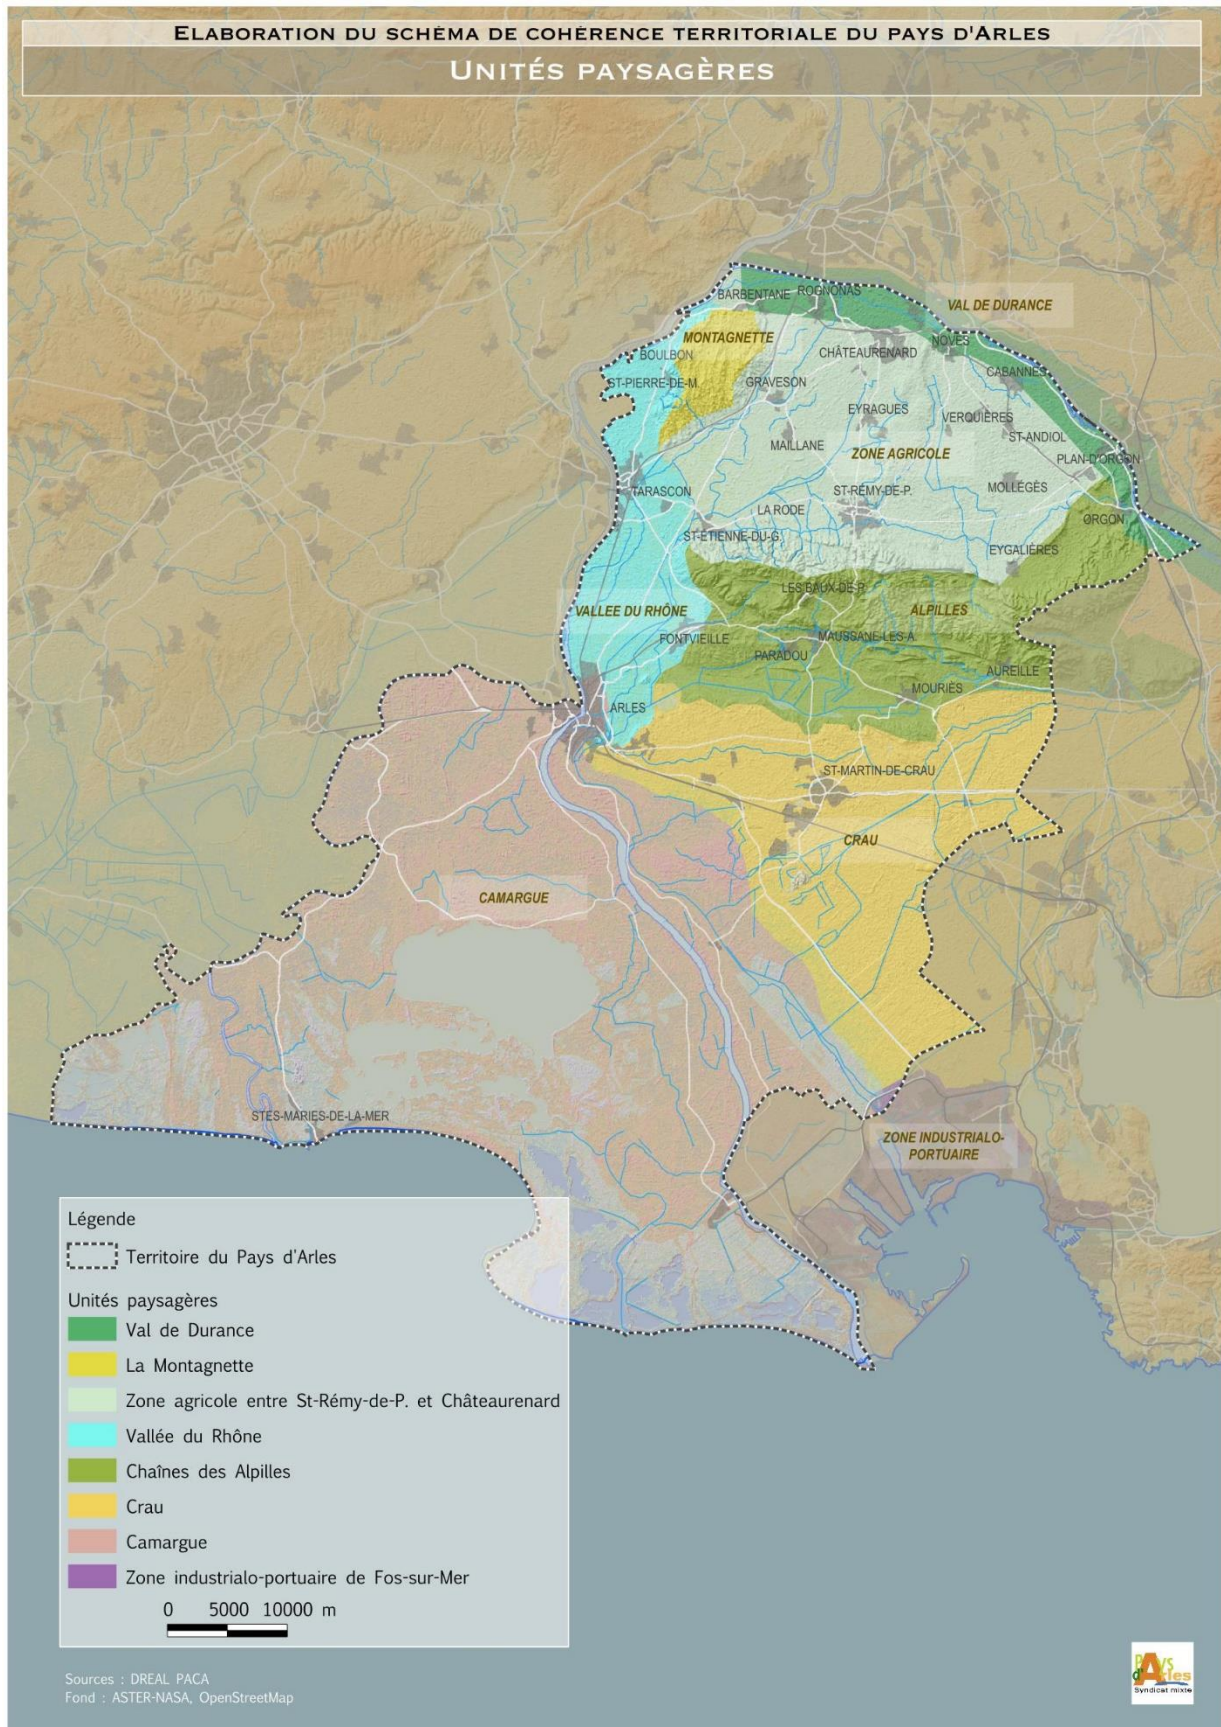 ELABORATION DU SCHÉMA DE COHÉRENCE TERRITORIALE DU PAYS D'ARLES
UNITÉS PAYSAGÈRES
BARBENTANE
ROGNONAS
VAL DE DURANCE
MONTAGNETTE
CHÂTEAURENARD
NOVES
BOULBON
CABANNES
ST-PIERRE-DE-M.
GRAVESON
EYRAGUES
VERQUIÈRES
ST-ANDIOL
MAILLANE
ZONE AGRICOLE
PLAN-D'ORGON
TARASCON
ST-RÉMY-DE-P.
MOLLÉGÈS
LA RODE
ORGON
ST-ETIENNE-DU-G.
EYGALIÈRES
LES BAUX-DE-P.
VALLEE DU RHÔNE
ALPILLES
FONTVIEILLE
MAUSSANE-LES-A.
PARADOU
AUREILLE
MOURIÈS
ARLES
ST-MARTIN-DE-CRAU
CRAU
CAMARGUE
STES-MARIES-DE-LA-MER
ZONE INDUSTRIALO-
PORTUAIRE
Légende
Territoire du Pays d'Arles
Unités paysagères
Val de Durance
La Montagnette
Zone agricole entre St-Rémy-de-P. et Châteaurenard
Vallée du Rhône
Chaînes des Alpilles
Crau
Camargue
Zone industrialo-portuaire de Fos-sur-Mer
0 5000 10000 m
Sources : DREAL PACA
Fond : ASTER-NASA, OpenStreetMap
Pays
d'Arles
Syndicat mixte